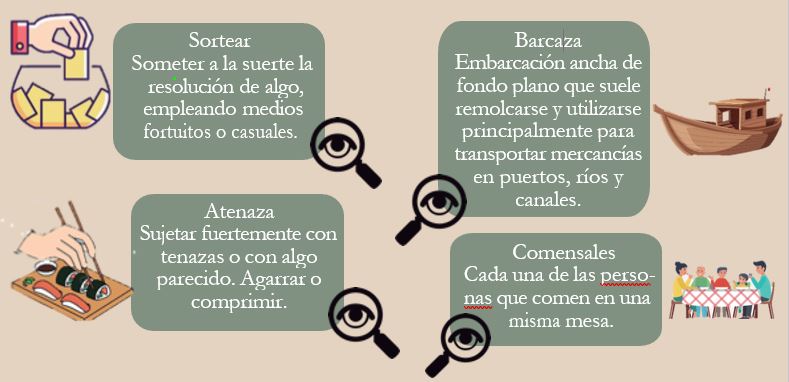 Sortear
Someter a la suerte la
resolución de algo,
empleando medios
fortuitos o casuales.
Barcaza
Embarcación ancha de
fondo plano que suele
remolcarse y utilizarse
principalmente para
transportar mercancías
en puertos, ríos y
canales.
Atenaza
Sujetar fuertemente con
tenazas o con algo
parecido. Agarrar o
comprimir.
Comensales
Cada una de las perso-
nas que comen en una
misma mesa.